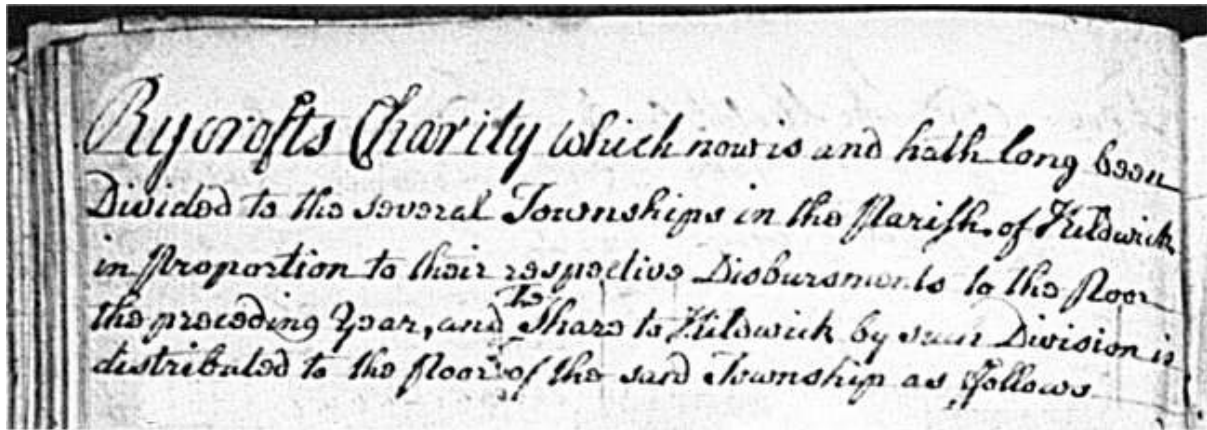 Rycrofts Charity which now is and hath long been
Divided to the several Townships in the Parish of Kildwick
in Proportion to their respective Disbursments to the Poor
the preceding Year, and The Share to Kildwick by such Division is
distributed to the Poor of the said Township as follows